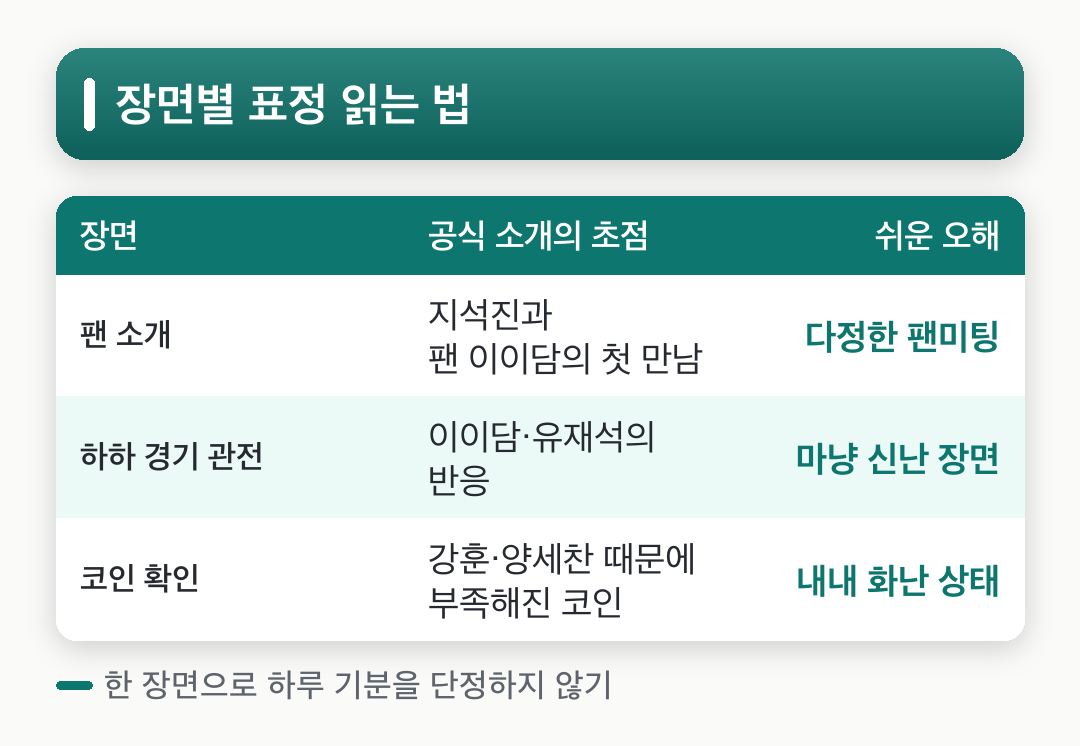 장면별 표정 읽는 법
장면 공식 소개의 초점 쉬운 오해
팬 소개 지석진과 팬 이이담의 첫 만남 다정한 팬미팅
하하 경기 관전 이이담·유재석의 반응 마냥 신난 장면
코인 확인 강훈·양세찬 때문에 부족해진 코인 내내 화난 상태
한 장면으로 하루 기분을 단정하지 않기